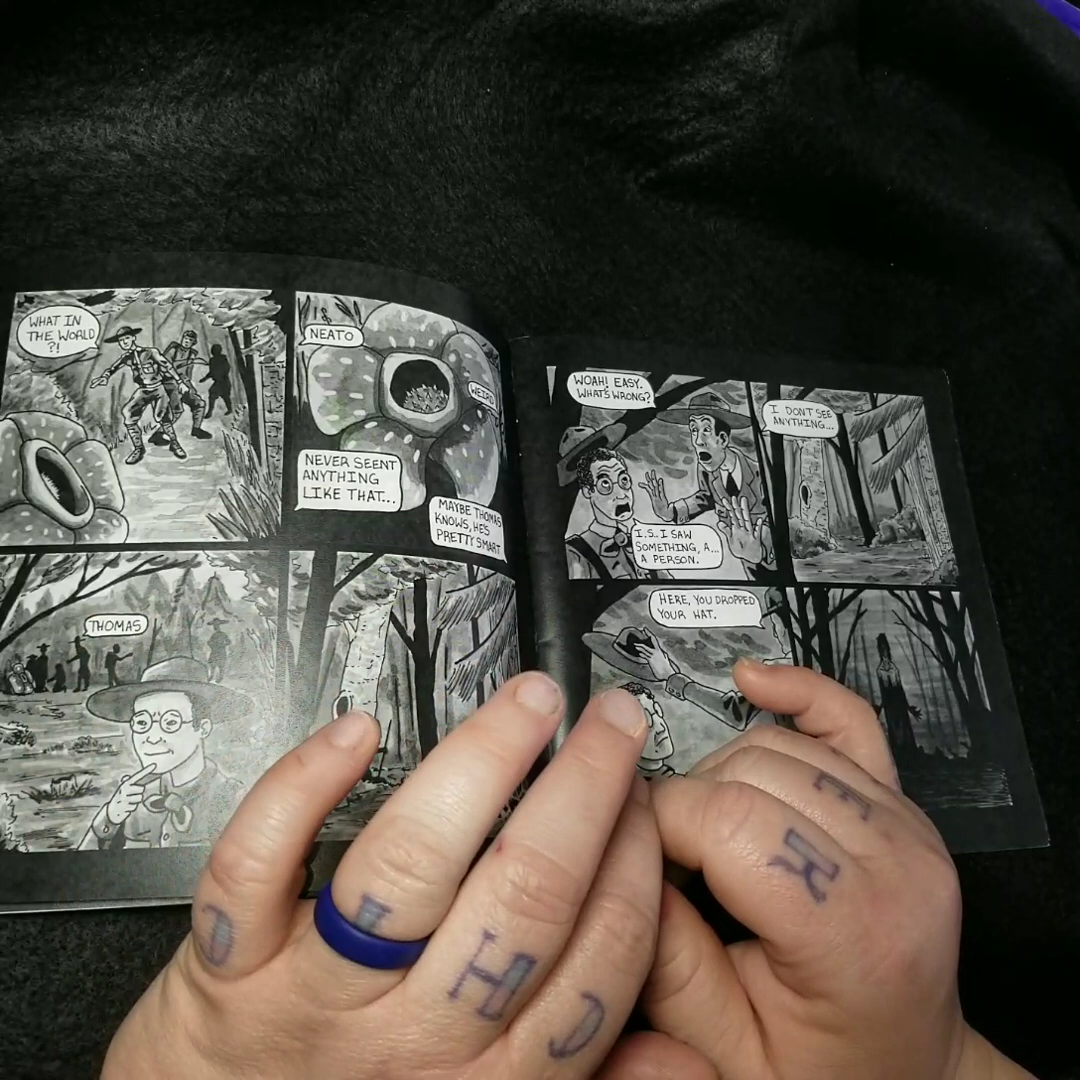 WHAT IN
THE WORLD
?!
NEATO
WEIRD
NEVER SEENT
ANYTHING
LIKE THAT...
MAYBE THOMAS
KNOWS, HE'S
PRETTY SMART
THOMAS
WOAH! EASY.
WHAT'S WRONG?
I..S..I SAW
SOMETHING, A...
A PERSON.
I DONT SEE
ANYTHING...
HERE, YOU DROPPED
YOUR HAT.
D
H
D
E